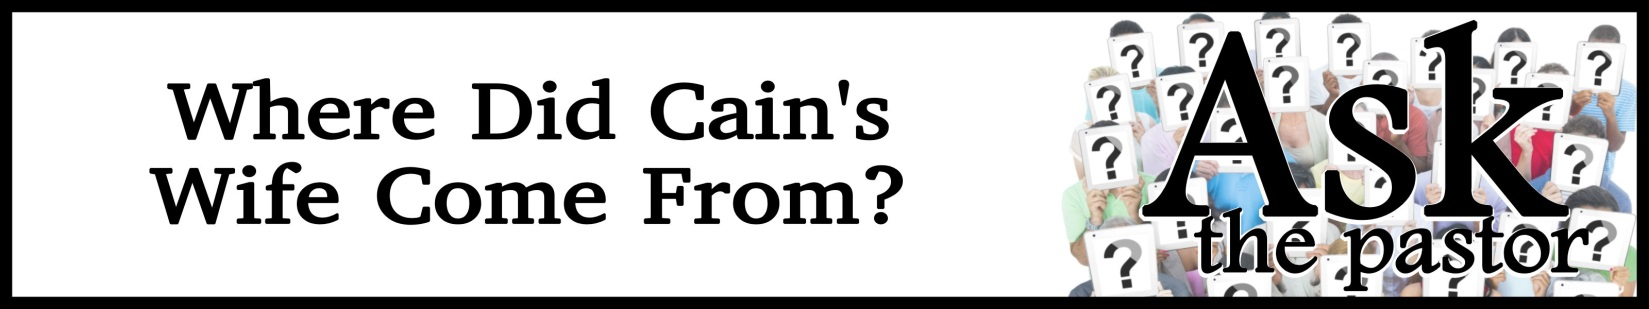 Where Did Cain's
Wife Come From?
Ask
the pastor